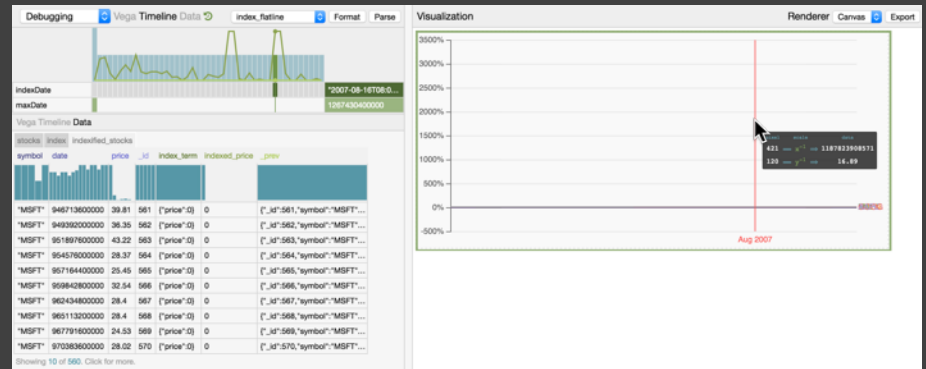 Debugging Vega Timeline Data index_flatline Format Parse
indexDate "2007-08-16T08:0...
maxDate 1267430400000
Vega Timeline Data
stocks index indexified_stocks
symbol date price _id index_term indexed_price _prev
"MSFT" 946713600000 39.81 561 {"price":0} 0 {"_id":561,"symbol":"MSFT"...
"MSFT" 949392000000 36.35 562 {"price":0} 0 {"_id":562,"symbol":"MSFT"...
"MSFT" 951897600000 43.22 563 {"price":0} 0 {"_id":563,"symbol":"MSFT"...
"MSFT" 954576000000 28.37 564 {"price":0} 0 {"_id":564,"symbol":"MSFT"...
"MSFT" 957164400000 25.45 565 {"price":0} 0 {"_id":565,"symbol":"MSFT"...
"MSFT" 959842800000 32.54 566 {"price":0} 0 {"_id":566,"symbol":"MSFT"...
"MSFT" 962434800000 28.4 567 {"price":0} 0 {"_id":567,"symbol":"MSFT"...
"MSFT" 965113200000 28.4 568 {"price":0} 0 {"_id":568,"symbol":"MSFT"...
"MSFT" 967791600000 24.53 569 {"price":0} 0 {"_id":569,"symbol":"MSFT"...
"MSFT" 970383600000 28.02 570 {"price":0} 0 {"_id":570,"symbol":"MSFT"...
Showing 10 of 560. Click for more.
Visualization Renderer Canvas Export
3500%
3000%
2500%
2000%
1500%
1000%
500%
0%
-500%
data
421 x⁻¹ 1187823908571
120 y⁻¹ 16.89
Aug 2007